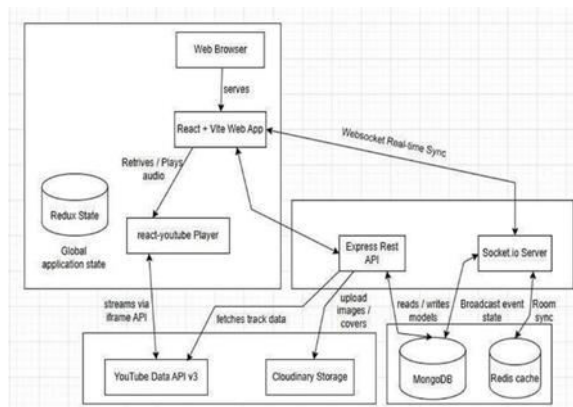 Web Browser
serves
React + Vite Web App
Websocket Real-time Sync
Retrives / Plays
audio
Redux State
Global
application state
react-youtube Player
Express Rest
API
Socket.io Server
streams via
iframe API
fetches track data
upload
images /
covers
reads / writes
models
Broadcast event
state
Room
sync
YouTube Data API v3
Cloudinary Storage
MongoDB
Redis cache